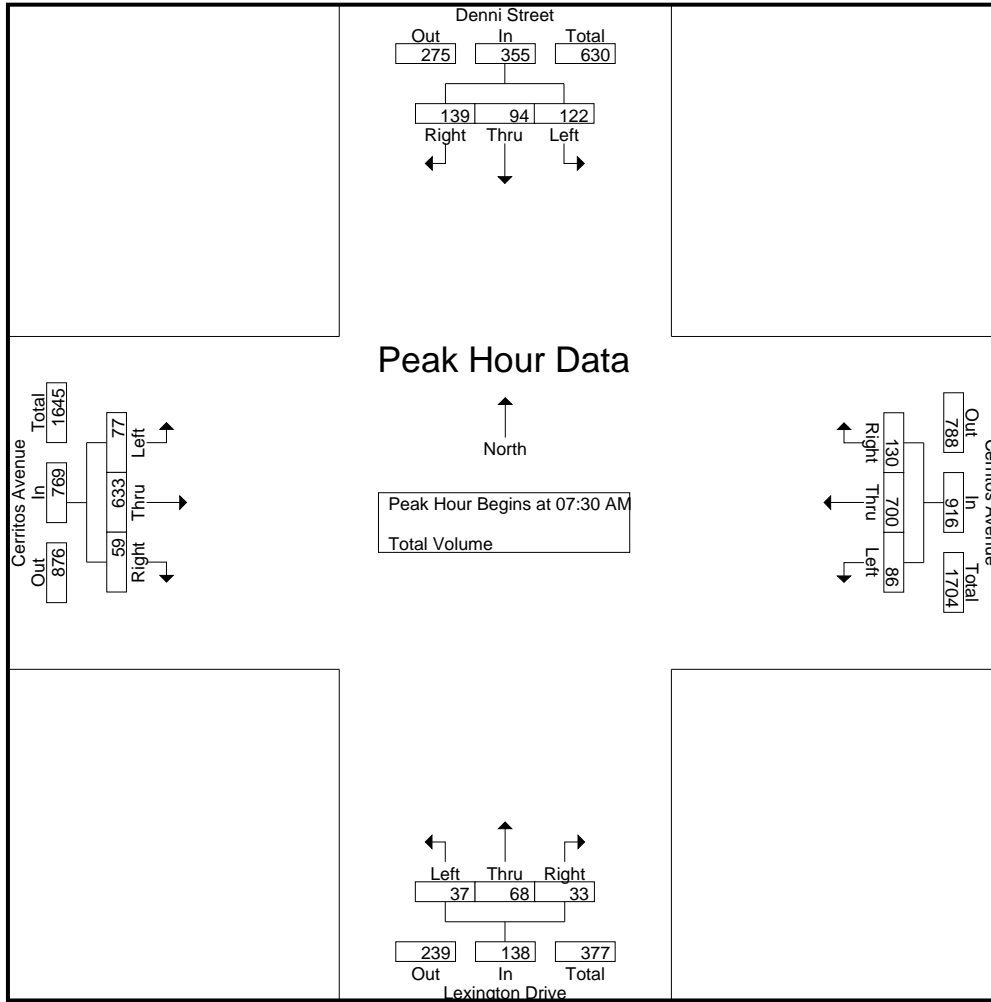 Denni Street
Out In Total
275 355 630
139 94 122
Right Thru Left
Peak Hour Data
North
Peak Hour Begins at 07:30 AM
Total Volume
Cerritos Avenue
Out In Total
876 769 1645
59 633 77
Right Thru Left
Cerritos Avenue
Out In Total
788 916 1704
130 700 86
Right Thru Left
Left Thru Right
37 68 33
239 138 377
Out In Total
Lexington Drive